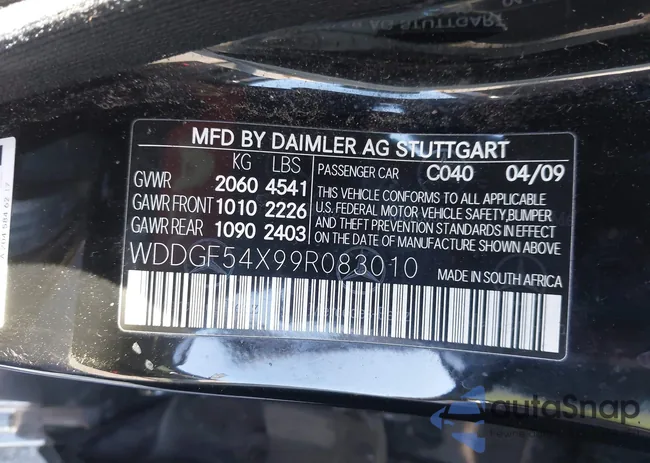 MFD BY DAIMLER AG STUTTGART
KG LBS
GVWR 2060 4541
GAWR FRONT 1010 2226
GAWR REAR 1090 2403
PASSENGER CAR C040 04/09
THIS VEHICLE CONFORMS TO ALL APPLICABLE
U.S. FEDERAL MOTOR VEHICLE SAFETY,BUMPER
AND THEFT PREVENTION STANDARDS IN EFFECT
ON THE DATE OF MANUFACTURE SHOWN ABOVE.
WDDGF54X99R083010 MADE IN SOUTH AFRICA
AG STUTTGART
autoSnap